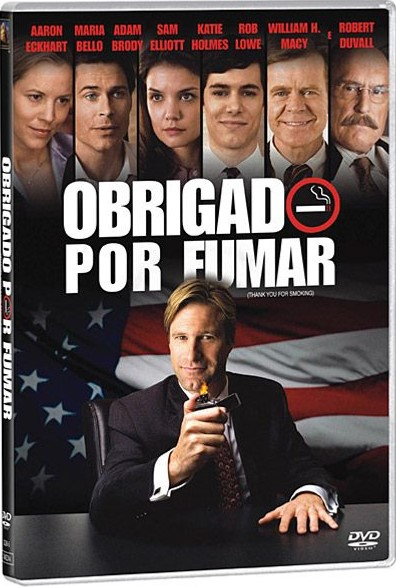 AARON ECKHART
MARIA BELLO
ADAM BRODY
SAM ELLIOTT
KATIE HOLMES
ROB LOWE
WILLIAM H. MACY
E ROBERT DUVALL
OBRIGADO
POR FUMAR
(THANK YOU FOR SMOKING)
OBRIGADO POR FUMAR
DVD
VIDEO
DVD